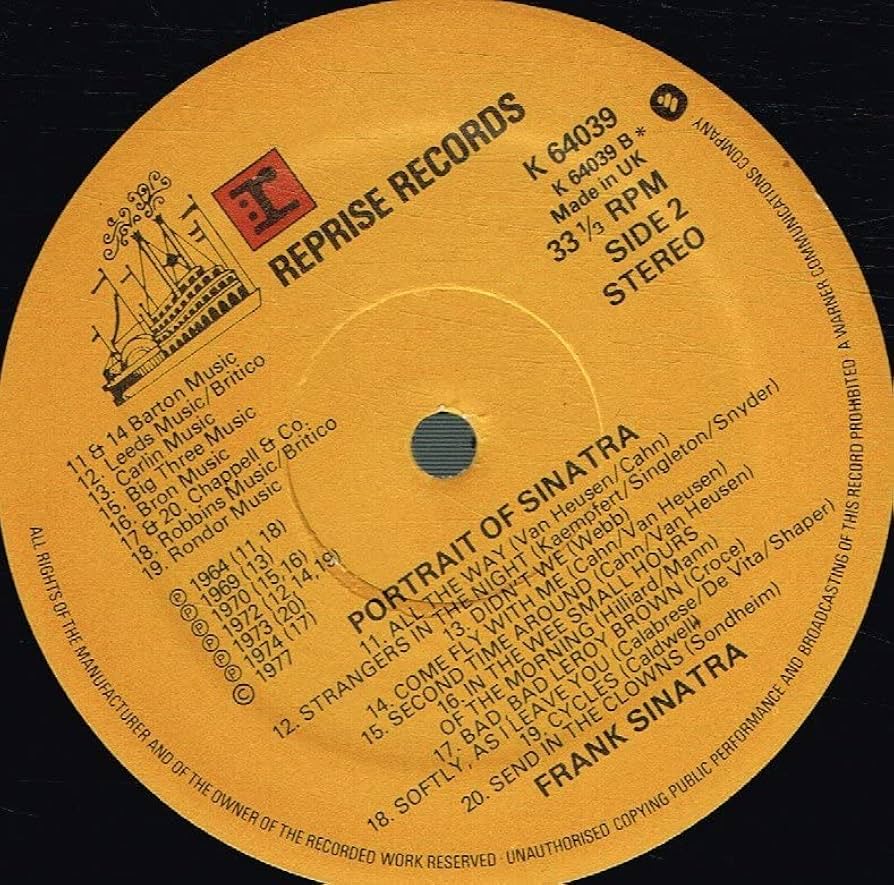 r:
REPRISE RECORDS
K 64039
K 64039 B*
Made in UK
33 1/3 RPM
SIDE 2
STEREO
11 & 14 Barton Music
12. Leeds Music/Britico
13. Carlin Music
15. Big Three Music
16. Bron Music
17 & 20. Chappell & Co.
18. Robbins Music/Britico
19. Rondor Music
Ⓟ 1964 (11, 18)
Ⓟ 1969 (13)
Ⓟ 1970 (15, 16)
Ⓟ 1972 (12, 14, 19)
Ⓟ 1973 (20)
Ⓟ 1974 (17)
© 1977
PORTRAIT OF SINATRA
11. ALL THE WAY (Van Heusen/Cahn)
12. STRANGERS IN THE NIGHT (Kaempfert/Singleton/Snyder)
13. DIDN'T WE (Webb)
14. COME FLY WITH ME (Cahn/Van Heusen)
15. SECOND TIME AROUND (Cahn/Van Heusen)
16. IN THE WEE SMALL HOURS
OF THE MORNING (Hilliard/Mann)
17. BAD, BAD LEROY BROWN (Croce)
18. SOFTLY, AS I LEAVE YOU (Calabrese/De Vita/Shaper)
19. CYCLES (Caldwell)
20. SEND IN THE CLOWNS (Sondheim)
FRANK SINATRA
ALL RIGHTS OF THE MANUFACTURER AND OF THE OWNER OF THE RECORDED WORK RESERVED · UNAUTHORISED COPYING PUBLIC PERFORMANCE AND BROADCASTING OF THIS RECORD PROHIBITED · A WARNER COMMUNICATIONS COMPANY